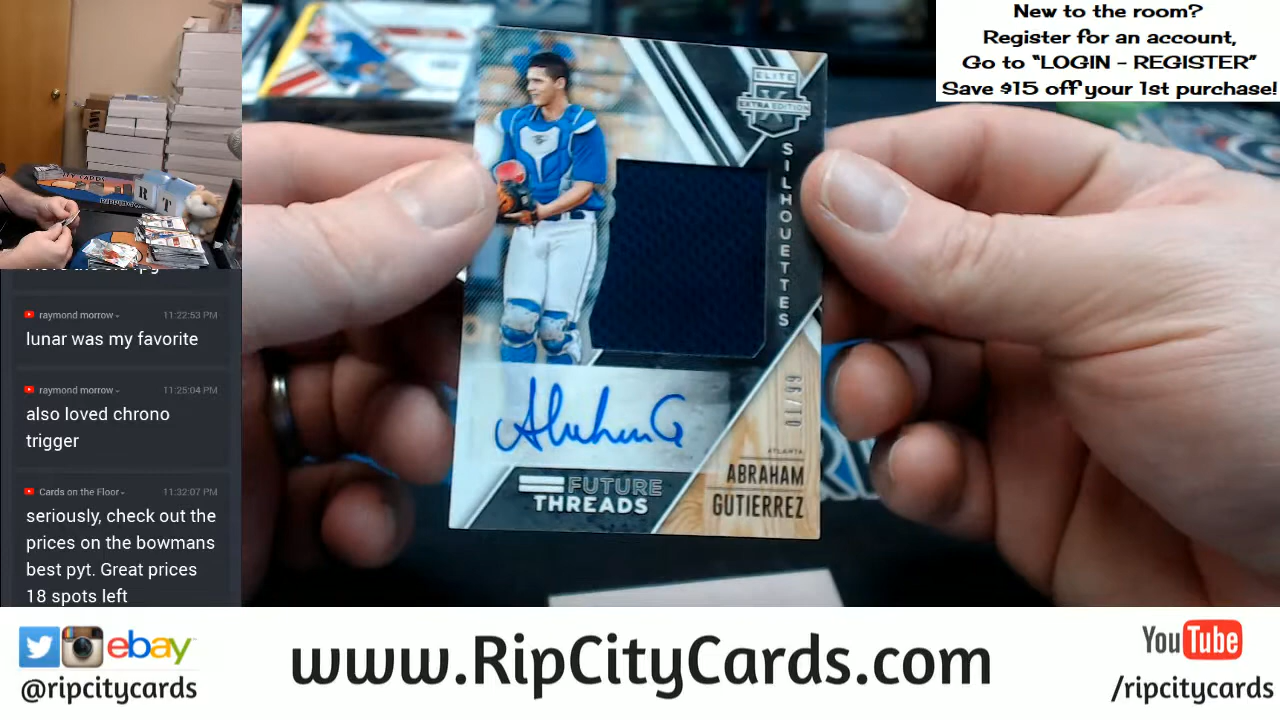 New to the room?
Register for an account,
Go to "LOGIN - REGISTER"
Save $15 off your 1st purchase!
R
T
raymond morrow
11:22:53 PM
lunar was my favorite
raymond morrow
11:25:04 PM
also loved chrono
trigger
Cards on the Floor
11:32:07 PM
seriously, check out the
prices on the bowmans
best pyt. Great prices
18 spots left
ELITE
X
EXTRA EDITION
SILHOUETTES
ATLANTA
ABRAHAM
GUTIERREZ
FUTURE
THREADS
ebay
@ripcitycards
www.RipCityCards.com
YouTube
/ripcitycards